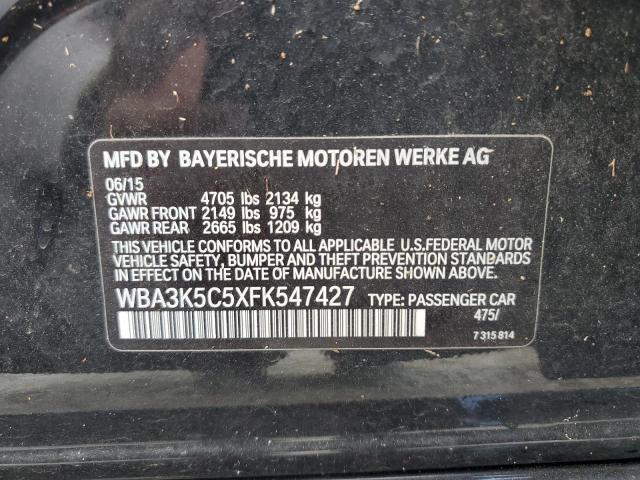 MFD BY BAYERISCHE MOTOREN WERKE AG
06/15
GVWR 4705 lbs 2134 kg
GAWR FRONT 2149 lbs 975 kg
GAWR REAR 2665 lbs 1209 kg
THIS VEHICLE CONFORMS TO ALL APPLICABLE U.S.FEDERAL MOTOR
VEHICLE SAFETY, BUMPER AND THEFT PREVENTION STANDARDS
IN EFFECT ON THE DATE OF MANUFACTURE SHOWN ABOVE.
WBA3K5C5XFK547427 TYPE: PASSENGER CAR
475/
7 315 814